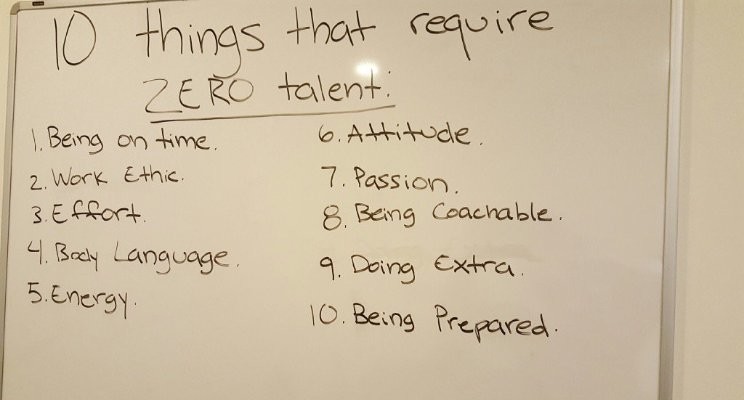 10 things that require
ZERO talent:
1. Being on time.
2. Work Ethic.
3. Effort.
4. Body Language.
5. Energy.
6. Attitude.
7. Passion.
8. Being Coachable.
9. Doing Extra.
10. Being Prepared.